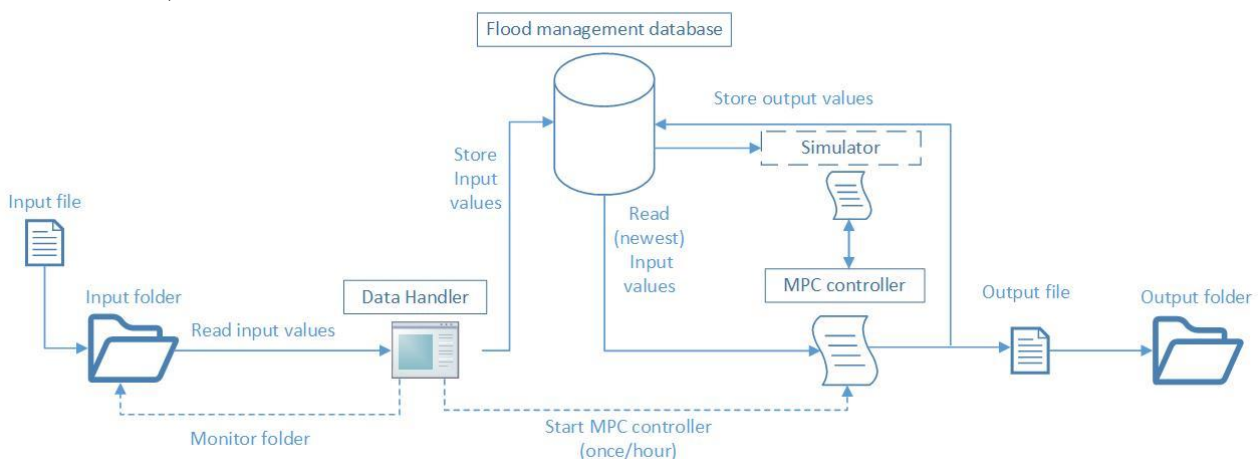 Flood management database
Store output values
Simulator
Store
Input
values
Input file
Read
(newest)
Input
values
MPC controller
Input folder
Data Handler
Output file
Output folder
Read input values
Monitor folder
Start MPC controller
(once/hour)